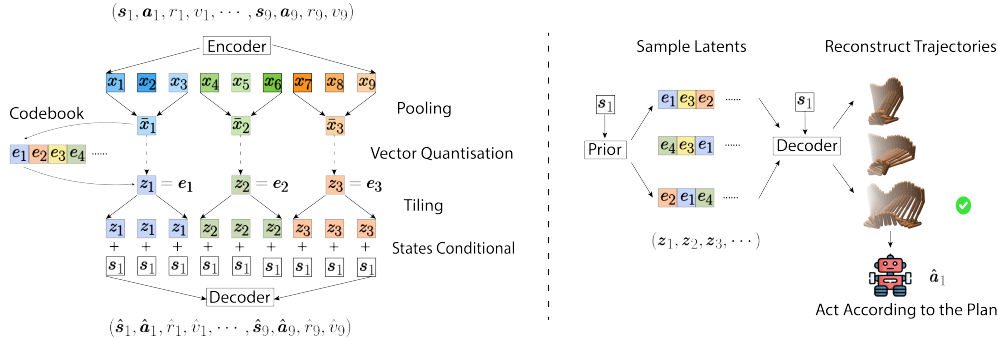 (s₁, a₁, r₁, v₁, ⋯, s₉, a₉, r₉, v₉)
Encoder
x₁ x₂ x₃ x₄ x₅ x₆ x₇ x₈ x₉
Pooling
Codebook
x̄₁ x̄₂ x̄₃
e₁ e₂ e₃ e₄ ......
Vector Quantisation
z₁ = e₁ z₂ = e₂ z₃ = e₃
Tiling
z₁ z₁ z₁ z₂ z₂ z₂ z₃ z₃ z₃
+ + + + + + + + +
States Conditional
s₁ s₁ s₁ s₁ s₁ s₁ s₁ s₁ s₁
Decoder
(ŝ₁, â₁, r̂₁, v̂₁, ⋯, ŝ₉, â₉, r̂₉, v̂₉)
Sample Latents
Reconstruct Trajectories
s₁
e₁ e₃ e₂ ......
s₁
Prior
e₄ e₃ e₁ ......
Decoder
e₂ e₁ e₄ ......
(z₁, z₂, z₃, ⋯)
â₁
Act According to the Plan